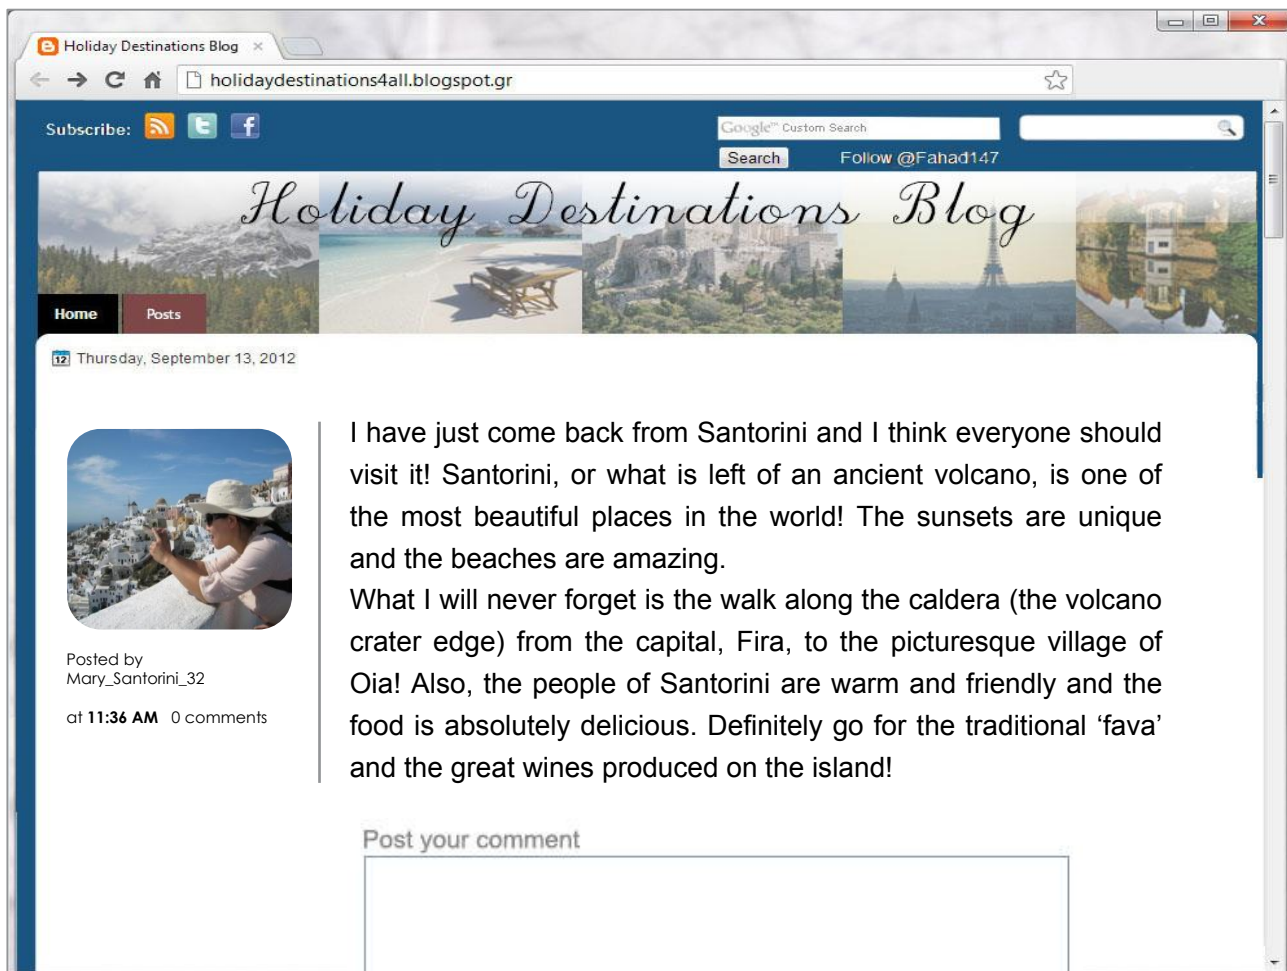 Holiday Destinations Blog
holidaydestinations4all.blogspot.gr
Subscribe:
Google™ Custom Search
Search Follow @Fahad147
Holiday Destinations Blog
Home Posts
12 Thursday, September 13, 2012
I have just come back from Santorini and I think everyone should
visit it! Santorini, or what is left of an ancient volcano, is one of
the most beautiful places in the world! The sunsets are unique
and the beaches are amazing.
What I will never forget is the walk along the caldera (the volcano
crater edge) from the capital, Fira, to the picturesque village of
Oia! Also, the people of Santorini are warm and friendly and the
food is absolutely delicious. Definitely go for the traditional ‘fava’
and the great wines produced on the island!
Posted by
Mary_Santorini_32
at 11:36 AM 0 comments
Post your comment